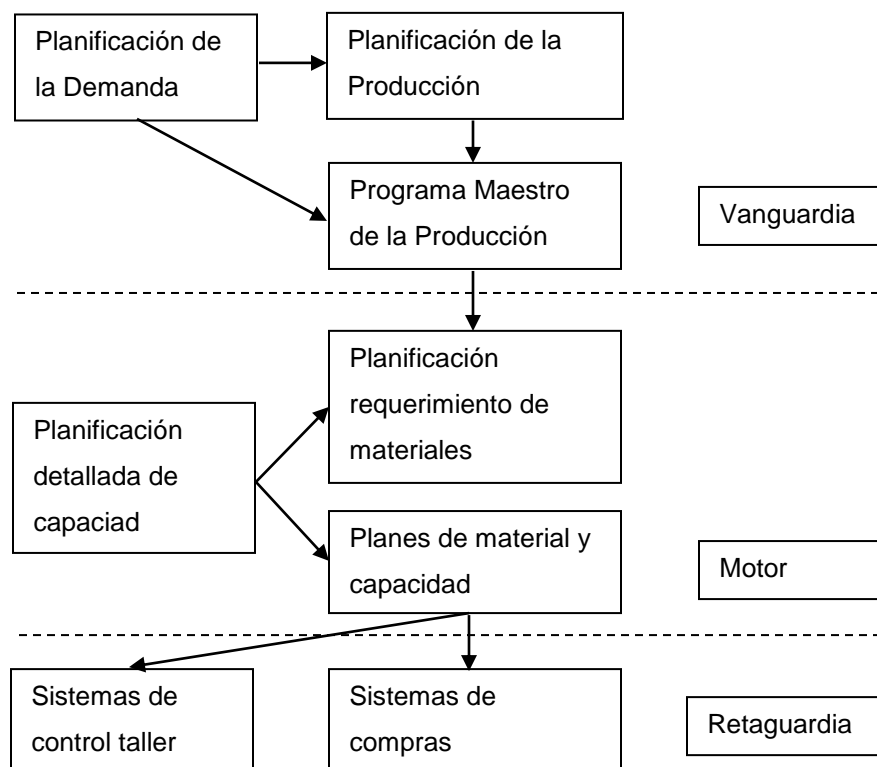 Planificación de
la Demanda
Planificación de la
Producción
Programa Maestro
de la Producción
Vanguardia
Planificación
requerimiento de
materiales
Planificación
detallada de
capaciad
Planes de material y
capacidad
Motor
Sistemas de
control taller
Sistemas de
compras
Retaguardia